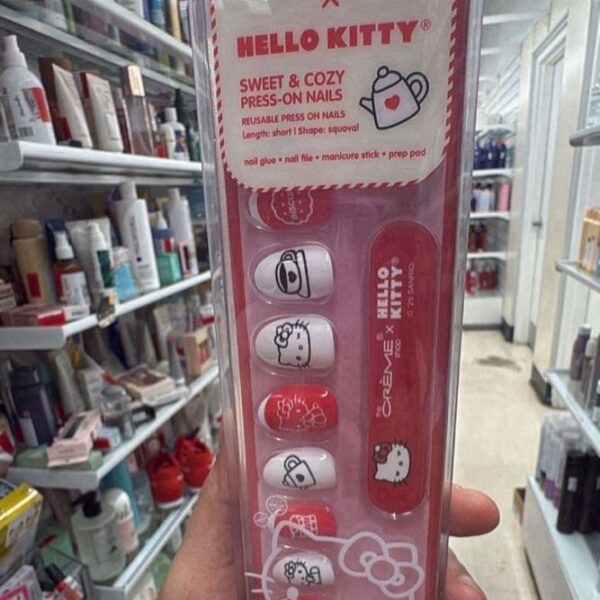 HELLO KITTY®
SWEET & COZY
PRESS-ON NAILS
REUSABLE PRESS ON NAILS
Length: short | Shape: squoval
nail glue • nail file • manicure stick • prep pad
The CRÈME shop® X HELLO KITTY®
© '25 SANRIO